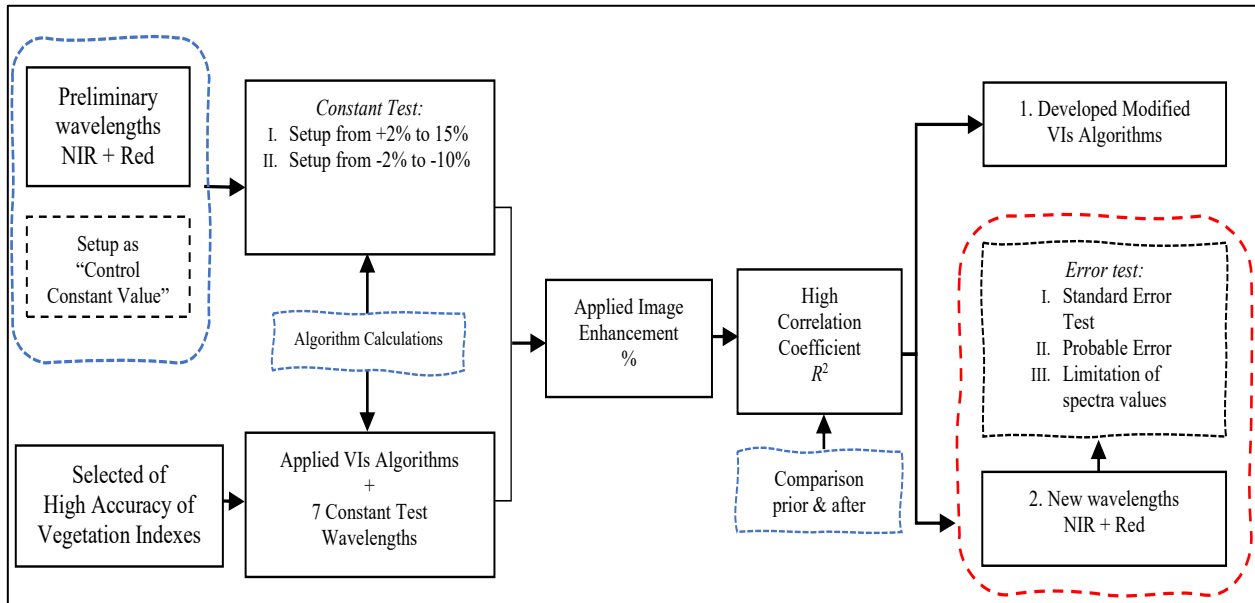 Preliminary
wavelengths
NIR + Red
Setup as
“Control
Constant Value”
Constant Test:
I. Setup from +2% to 15%
II. Setup from -2% to -10%
Algorithm Calculations
Selected of
High Accuracy of
Vegetation Indexes
Applied VIs Algorithms
+
7 Constant Test
Wavelengths
Applied Image
Enhancement
%
High
Correlation
Coefficient
R²
Comparison
prior & after
1. Developed Modified
VIs Algorithms
Error test:
I. Standard Error
Test
II. Probable Error
III. Limitation of
spectra values
2. New wavelengths
NIR + Red